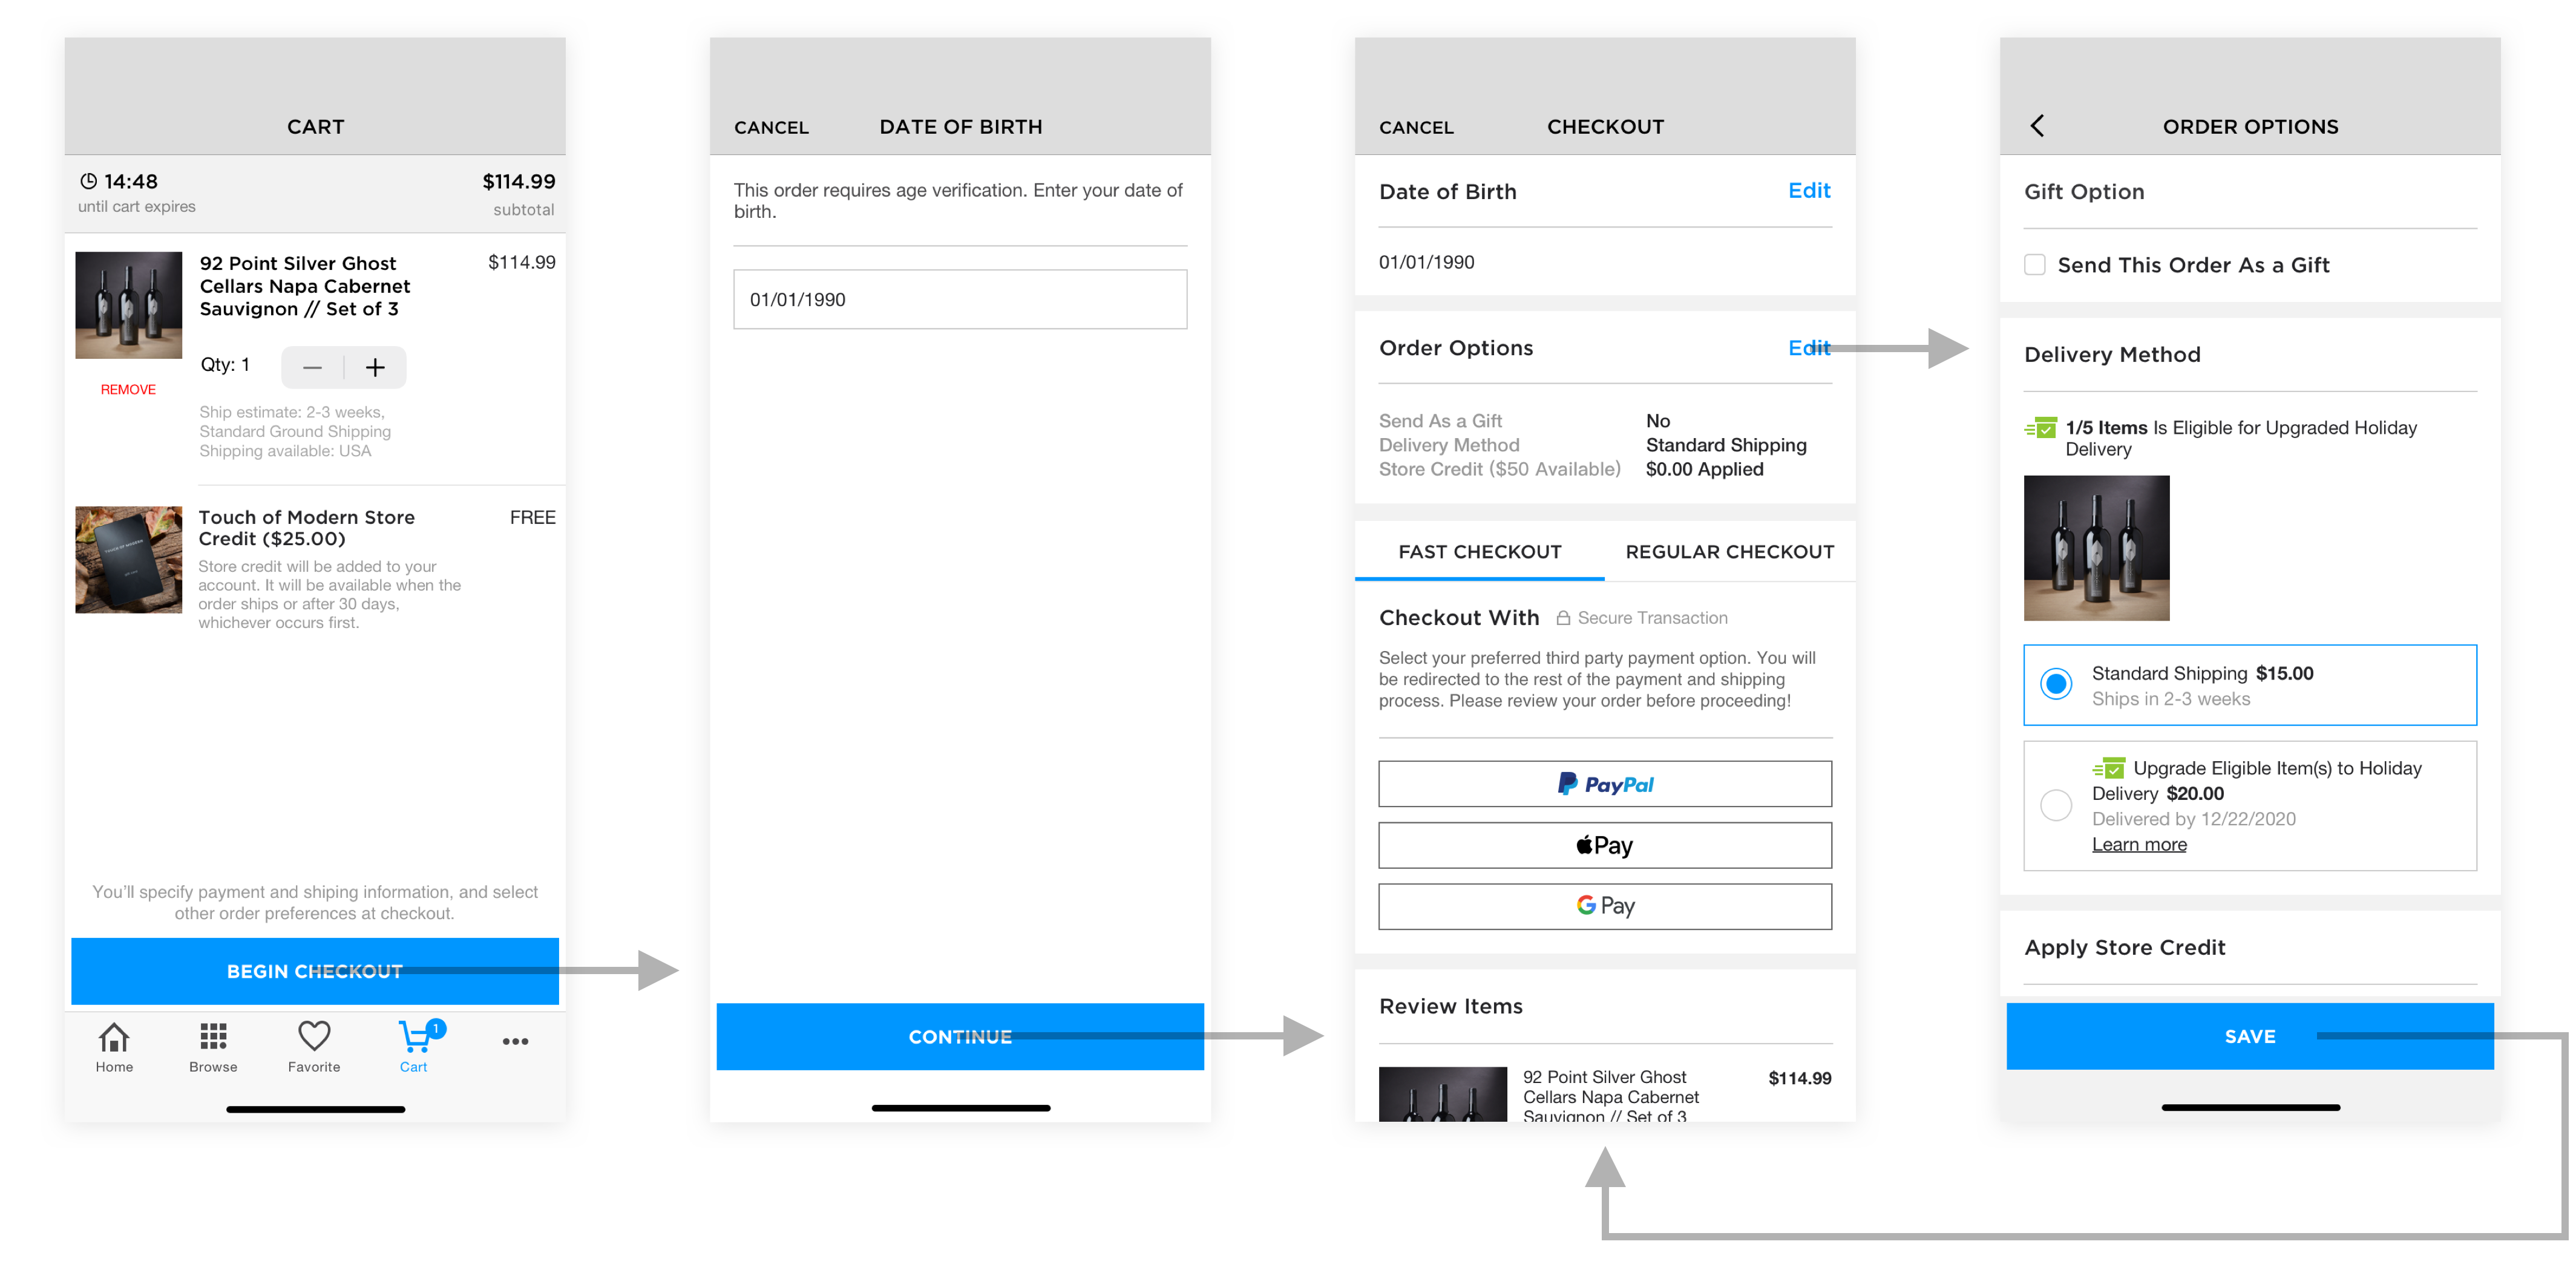 CART
14:48
$114.99
until cart expires
subtotal
92 Point Silver Ghost
Cellars Napa Cabernet
Sauvignon // Set of 3
$114.99
Qty: 1
REMOVE
Ship estimate: 2-3 weeks,
Standard Ground Shipping
Shipping available: USA
Touch of Modern Store
Credit ($25.00)
FREE
Store credit will be added to your
account. It will be available when the
order ships or after 30 days,
whichever occurs first.
You'll specify payment and shiping information, and select
other order preferences at checkout.
BEGIN CHECKOUT
1
Home
Browse
Favorite
Cart
CANCEL
DATE OF BIRTH
This order requires age verification. Enter your date of
birth.
01/01/1990
CONTINUE
CANCEL
CHECKOUT
Date of Birth
Edit
01/01/1990
Order Options
Edit
Send As a Gift No
Delivery Method Standard Shipping
Store Credit ($50 Available) $0.00 Applied
FAST CHECKOUT
REGULAR CHECKOUT
Checkout With
Secure Transaction
Select your preferred third party payment option. You will
be redirected to the rest of the payment and shipping
process. Please review your order before proceeding!
PayPal
Pay
G Pay
Review Items
92 Point Silver Ghost
Cellars Napa Cabernet
Sauvignon // Set of 3
$114.99
ORDER OPTIONS
Gift Option
Send This Order As a Gift
Delivery Method
1/5 Items Is Eligible for Upgraded Holiday
Delivery
Standard Shipping $15.00
Ships in 2-3 weeks
Upgrade Eligible Item(s) to Holiday
Delivery $20.00
Delivered by 12/22/2020
Learn more
Apply Store Credit
SAVE